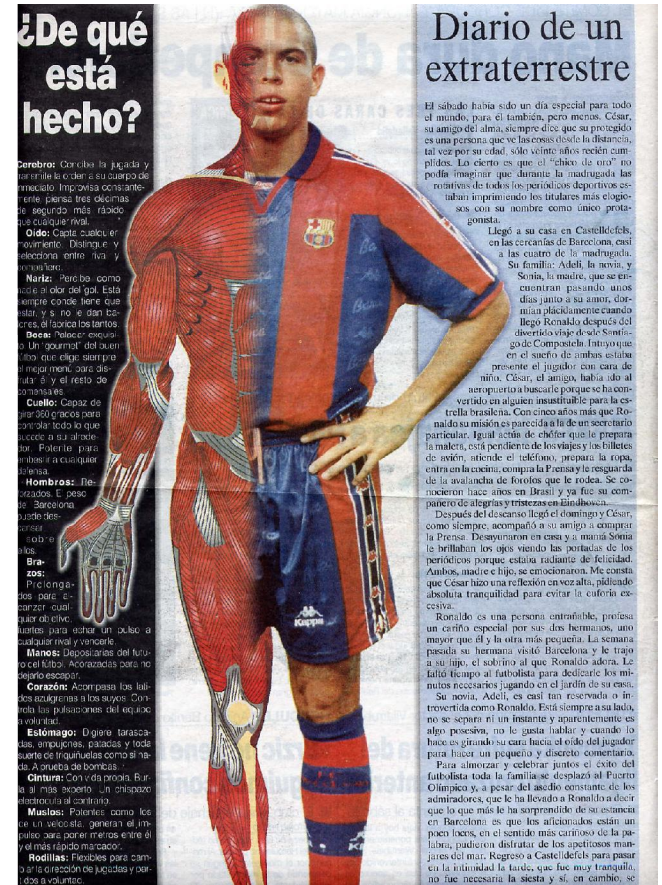 ¿De qué
está
hecho?
Cerebro: Concibe la jugada y
transmite la orden a su cuerpo de
inmediato. Improvisa constante-
mente, piensa tres décimas
de segundo más rápido
que cualquier rival.
Oído: Capta cualquier
movimiento. Distingue y
selecciona entre rival y
compañero.
Nariz: Percibe como
nadie el olor del gol. Está
siempre donde tiene que
estar, y si no le dan ba-
lones, él fabrica los tantos.
Boca: Paladar exquisi-
to. Un "gourmet" del buen
fútbol que elige siempre
el mejor menú para dis-
frutar él y el resto de
comensales.
Cuello: Capaz de
girar 360 grados para
controlar todo lo que
sucede a su alrede-
dor. Potente para
embestir a cualquier
defensa.
Hombros: Re-
forzados. El peso
de Barcelona
puede des-
cansar
sobre
ellos.
Bra-
zos:
Prolonga-
dos para al-
canzar cual-
quier objetivo,
fuertes para echar un pulso a
cualquier rival y vencerle.
Manos: Depositarias del futu-
ro del fútbol. Acorazadas para no
dejarlo escapar.
Corazón: Acompasa los lati-
dos azulgranas a los suyos. Con-
trola las pulsaciones del equipo
a voluntad.
Estómago: Digiere tarasca-
das, empujones, patadas y toda
suerte de triquiñuelas como si na-
da. A prueba de bombas.
Cintura: Con vida propia. Bur-
la al más experto. Un chispazo
electrocuta al contrario.
Muslos: Potentes como los
de un velocista, generan el im-
pulso para poner metros entre él
y el más rápido marcador.
Rodillas: Flexibles para cam-
biar la dirección de jugadas y par-
tidos a voluntad.
Kappa
Diario de un
extraterrestre
El sábado había sido un día especial para todo
el mundo, para él también, pero menos. César,
su amigo del alma, siempre dice que su protegido
es una persona que ve las cosas desde la distancia,
tal vez por su edad, sólo veinte años recién cum-
plidos. Lo cierto es que el "chico de oro" no
podía imaginar que durante la madrugada las
rotativas de todos los periódicos deportivos es-
taban imprimiendo los titulares más elogio-
sos con su nombre como único prota-
gonista.
Llegó a su casa en Castelldefels,
en las cercanías de Barcelona, casi
a las cuatro de la madrugada.
Su familia: Adeli, la novia, y
Sonia, la madre, que se en-
cuentran pasando unos
días junto a su amor, dor-
mían plácidamente cuando
llegó Ronaldo después del
divertido viaje desde Santia-
go de Compostela. Intuyo que
en el sueño de ambas estaba
presente el jugador con cara de
niño. César, el amigo, había ido al
aeropuerto a buscarle porque se ha con-
vertido en alguien insustituible para la es-
trella brasileña. Con cinco años más que Ro-
naldo su misión es parecida a la de un secretario
particular. Igual actúa de chófer que le prepara
la maleta, está pendiente de los viajes y los billetes
de avión, atiende el teléfono, prepara la ropa,
entra en la cocina, compra la Prensa y le resguarda
de la avalancha de forofos que le rodea. Se co-
nocieron hace años en Brasil y ya fue su com-
pañero de alegrías y tristezas en Eindhoven.
Después del descanso llegó el domingo y César,
como siempre, acompañó a su amigo a comprar
la Prensa. Desayunaron en casa y a mamá Sonia
le brillaban los ojos viendo las portadas de los
periódicos porque estaba radiante de felicidad.
Ambos, madre e hijo, se emocionaron. Me consta
que César hizo una reflexión en voz alta, pidiendo
absoluta tranquilidad para evitar la euforia ex-
cesiva.
Ronaldo es una persona entrañable, profesa
un cariño especial por sus dos hermanos, uno
mayor que él y la otra más pequeña. La semana
pasada su hermana visitó Barcelona y le trajo
a su hijo, el sobrino al que Ronaldo adora. Le
faltó tiempo al futbolista para dedicarle los mi-
nutos necesarios jugando en el jardín de su casa.
Su novia, Adeli, es casi tan reservada o in-
trovertida como Ronaldo. Está siempre a su lado,
no se separa ni un instante y aparentemente es
algo posesiva, no le gusta hablar y cuando lo
hace es girando su cara hacia el oído del jugador
para hacer un pequeño y discreto comentario.
Para almorzar y celebrar juntos el éxito del
futbolista toda la familia se desplazó al Puerto
Olímpico y, a pesar del asedio constante de los
admiradores, que le ha llevado a Ronaldo a decir
que lo que más le ha sorprendido de su estancia
en Barcelona es que los aficionados están un
poco locos, en el sentido más cariñoso de la pa-
labra, pudieron disfrutar de los apetitosos man-
jares del mar. Regreso a Castelldefels para pasar
en la intimidad la tarde, que fue muy tranquila,
no fue necesaria la siesta y sí, en cambio, se